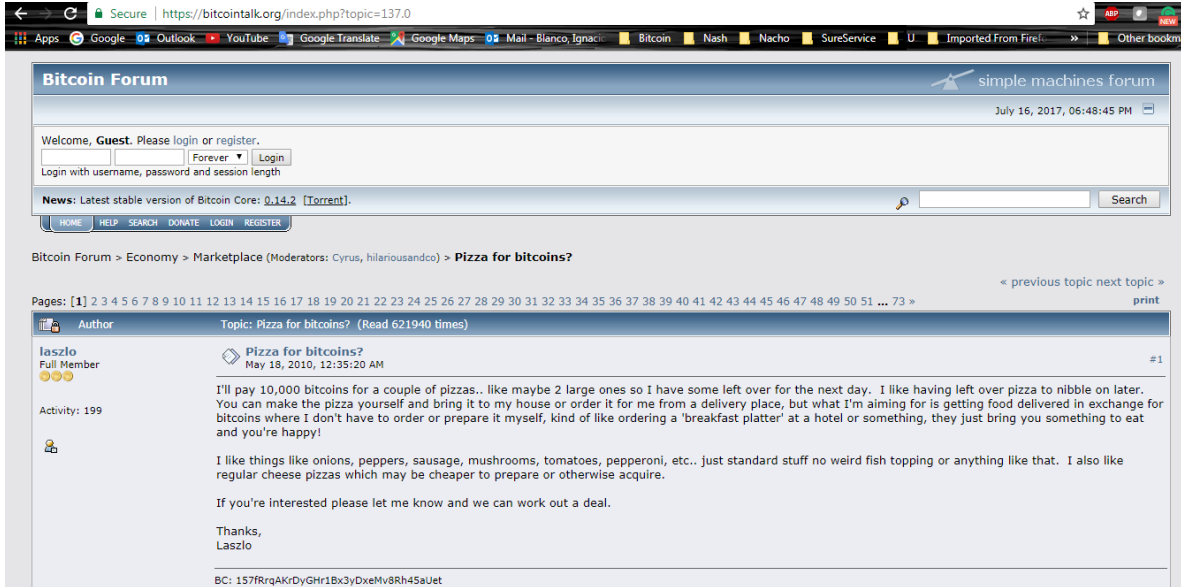 Secure | https://bitcointalk.org/index.php?topic=137.0
ABP
NEW
Apps Google Outlook YouTube Google Translate Google Maps Mail - Blanco, Ignaci Bitcoin Nash Nacho SureService U Imported From Firef » Other bookm
Bitcoin Forum
simple machines forum
July 16, 2017, 06:48:45 PM
Welcome, Guest. Please login or register.
Forever Login
Login with username, password and session length
News: Latest stable version of Bitcoin Core: 0.14.2 [Torrent].
Search
HOME HELP SEARCH DONATE LOGIN REGISTER
Bitcoin Forum > Economy > Marketplace (Moderators: Cyrus, hilariousandco) > Pizza for bitcoins?
« previous topic next topic »
Pages: [1] 2 3 4 5 6 7 8 9 10 11 12 13 14 15 16 17 18 19 20 21 22 23 24 25 26 27 28 29 30 31 32 33 34 35 36 37 38 39 40 41 42 43 44 45 46 47 48 49 50 51 ... 73 »
print
Author Topic: Pizza for bitcoins? (Read 621940 times)
laszlo
Full Member
Activity: 199
Pizza for bitcoins?
May 18, 2010, 12:35:20 AM
#1
I'll pay 10,000 bitcoins for a couple of pizzas.. like maybe 2 large ones so I have some left over for the next day. I like having left over pizza to nibble on later.
You can make the pizza yourself and bring it to my house or order it for me from a delivery place, but what I'm aiming for is getting food delivered in exchange for
bitcoins where I don't have to order or prepare it myself, kind of like ordering a 'breakfast platter' at a hotel or something, they just bring you something to eat
and you're happy!
I like things like onions, peppers, sausage, mushrooms, tomatoes, pepperoni, etc.. just standard stuff no weird fish topping or anything like that. I also like
regular cheese pizzas which may be cheaper to prepare or otherwise acquire.
If you're interested please let me know and we can work out a deal.
Thanks,
Laszlo
BC: 157fRrqAKrDyGHr1Bx3yDxeMv8Rh45aUet